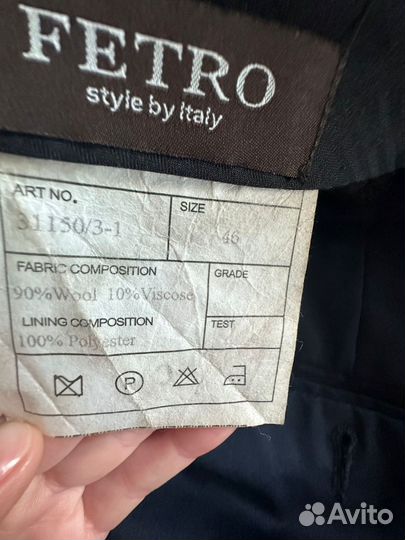 FETRO
style by italy
ART NO.
SIZE
31150/3-1
46
FABRIC COMPOSITION
GRADE
90%Wool 10%Viscose
LINING COMPOSITION
TEST
100% Polyester
P
Avito